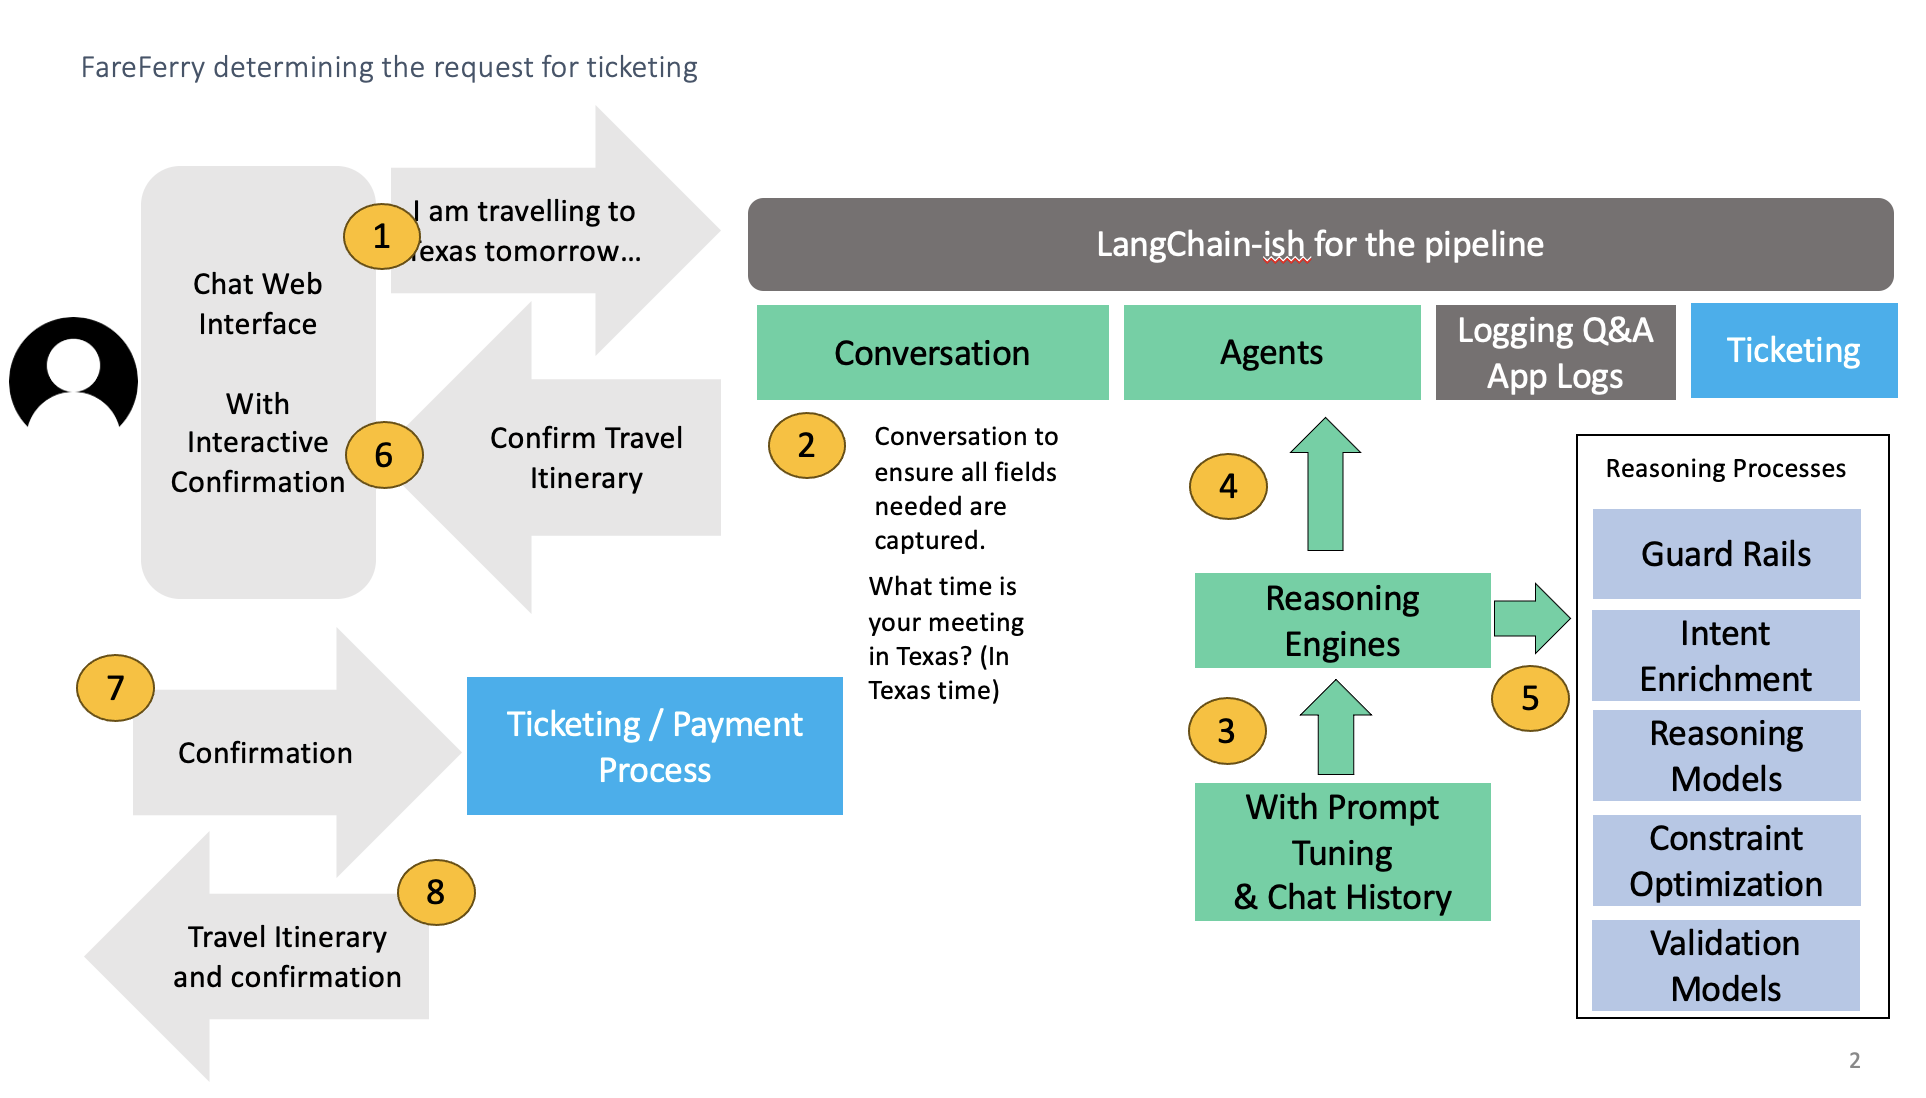 FareFerry determining the request for ticketing
1
I am travelling to
Texas tomorrow...
Chat Web
Interface
With
Interactive
Confirmation
6
Confirm Travel
Itinerary
LangChain-ish for the pipeline
Conversation
Agents
Logging Q&A
App Logs
Ticketing
2
Conversation to
ensure all fields
needed are
captured.
What time is
your meeting
in Texas? (In
Texas time)
4
Reasoning
Engines
3
With Prompt
Tuning
& Chat History
5
Reasoning Processes
Guard Rails
Intent
Enrichment
Reasoning
Models
Constraint
Optimization
Validation
Models
7
Confirmation
Ticketing / Payment
Process
8
Travel Itinerary
and confirmation
2